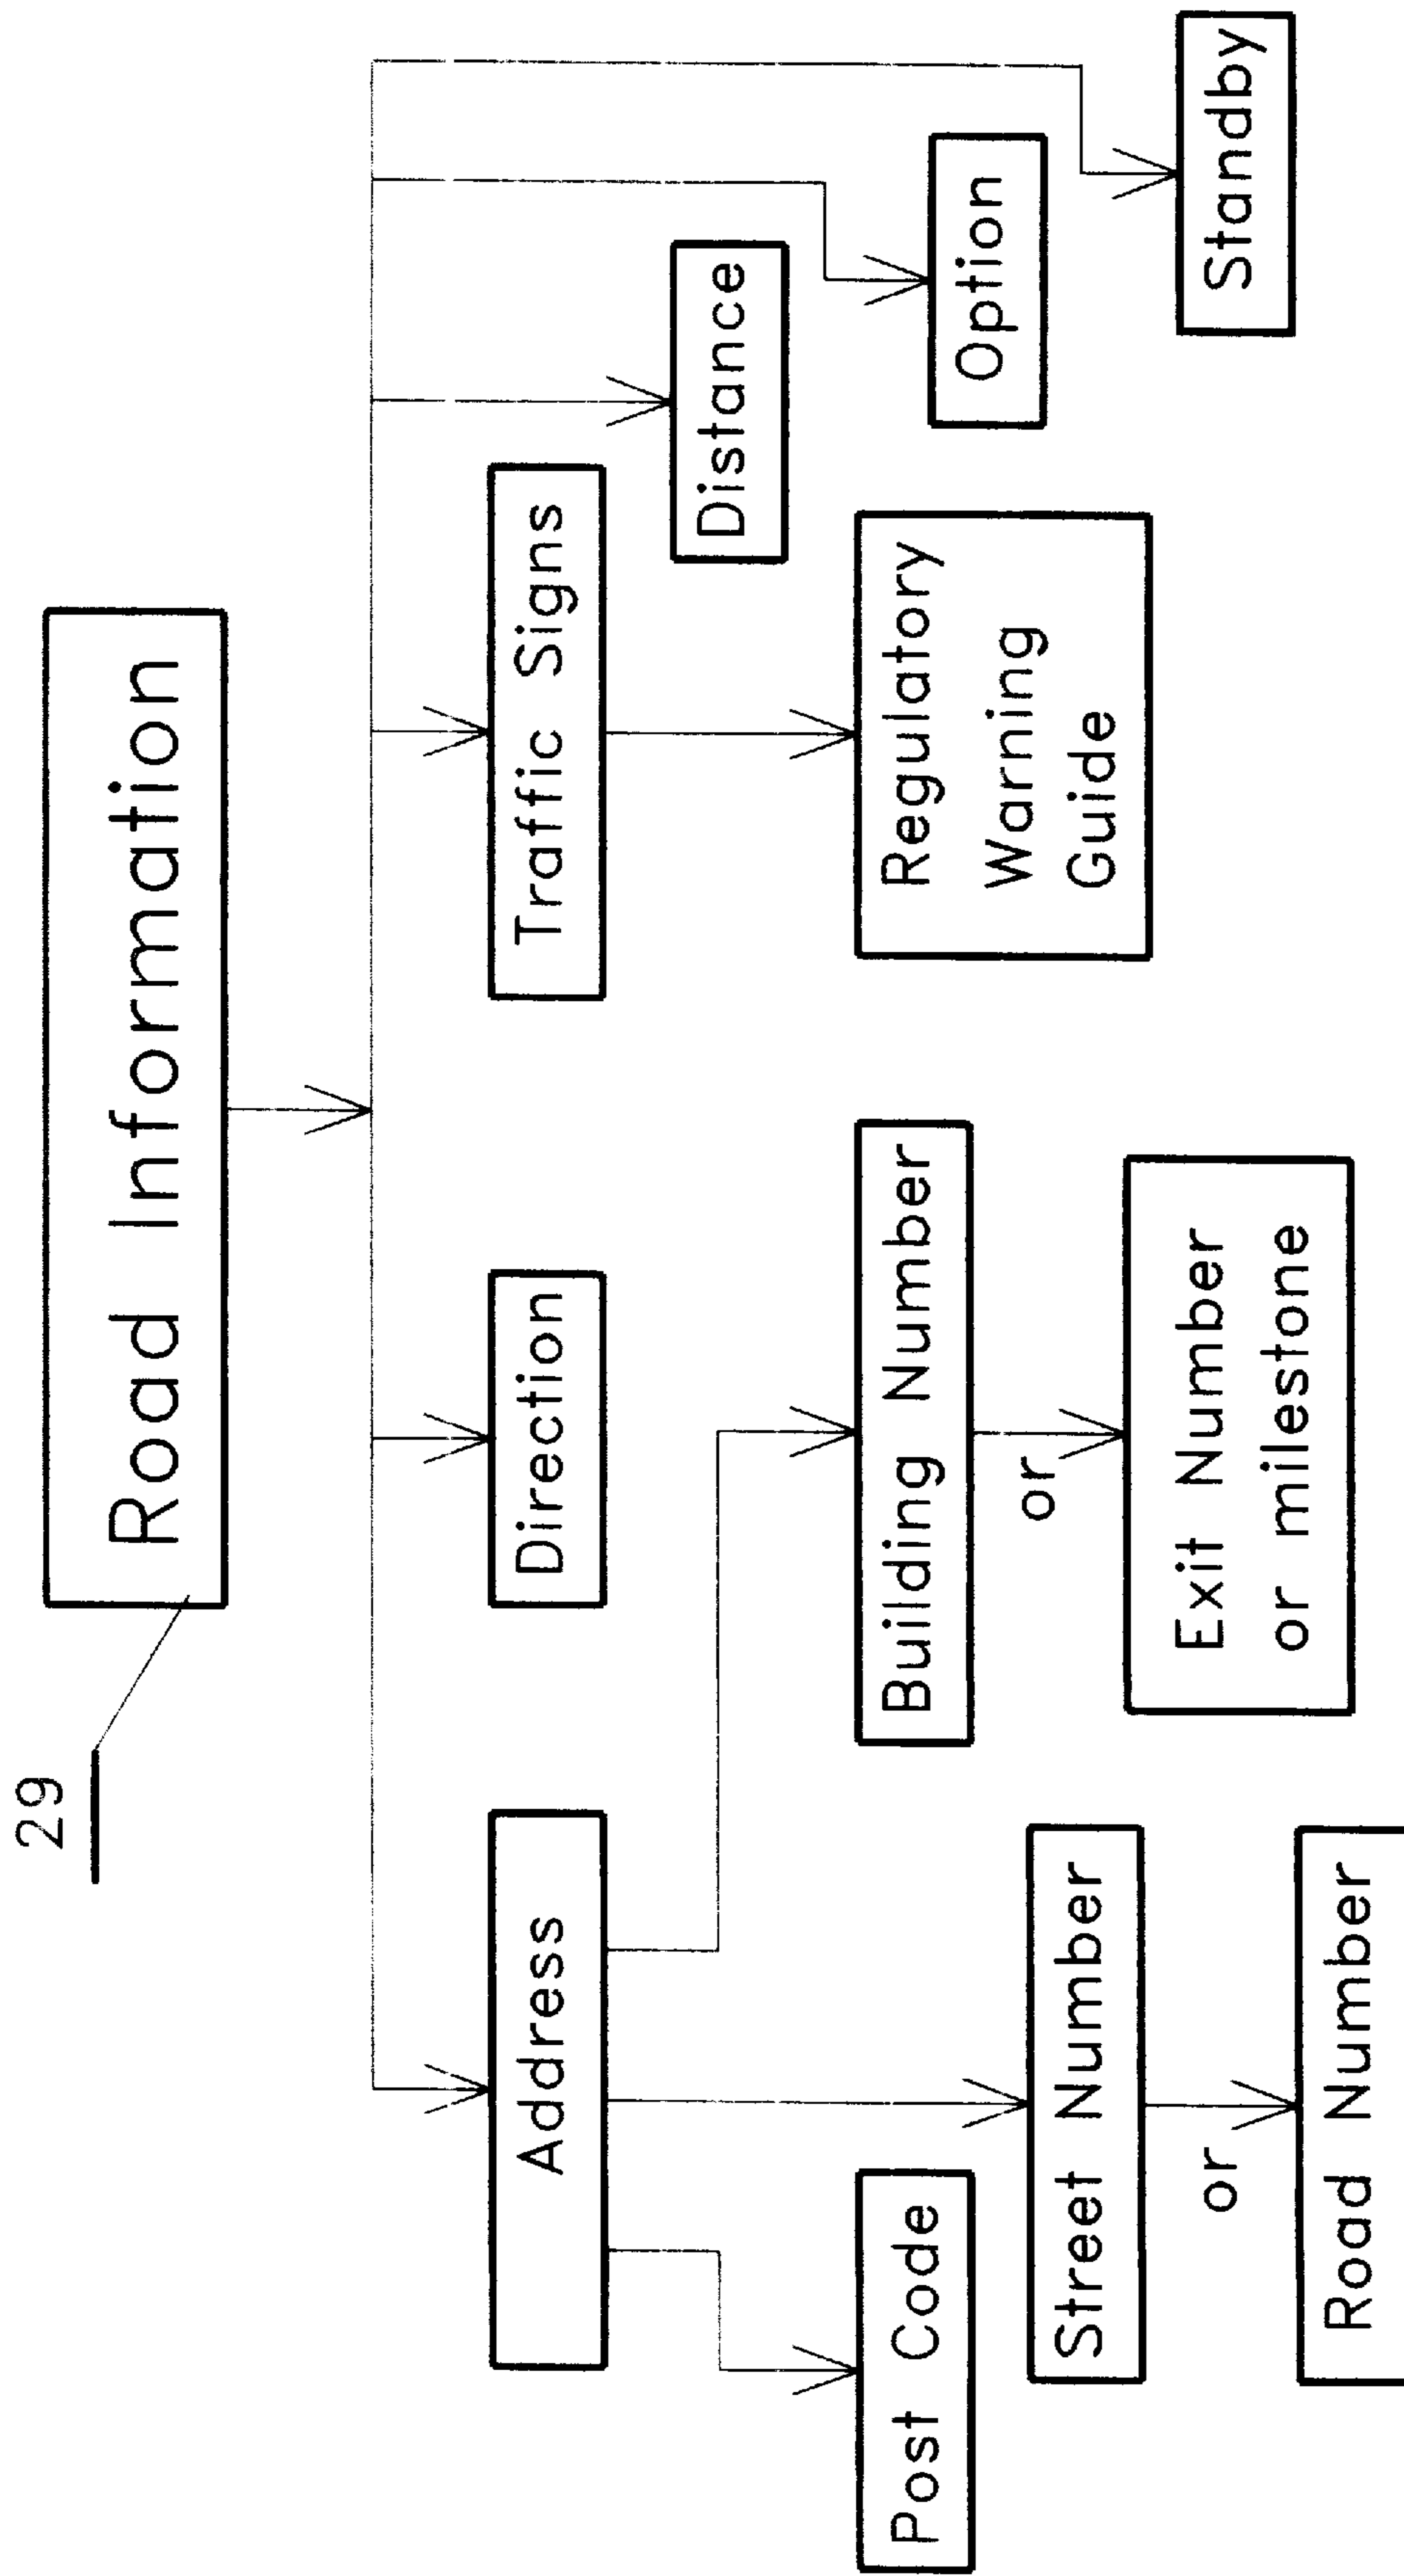 29
Road Information
Address
Direction
Traffic Signs
Distance
Option
Standby
Post Code
Street Number
or
Road Number
Building Number
or
Exit Number
or milestone
Regulatory
Warning
Guide